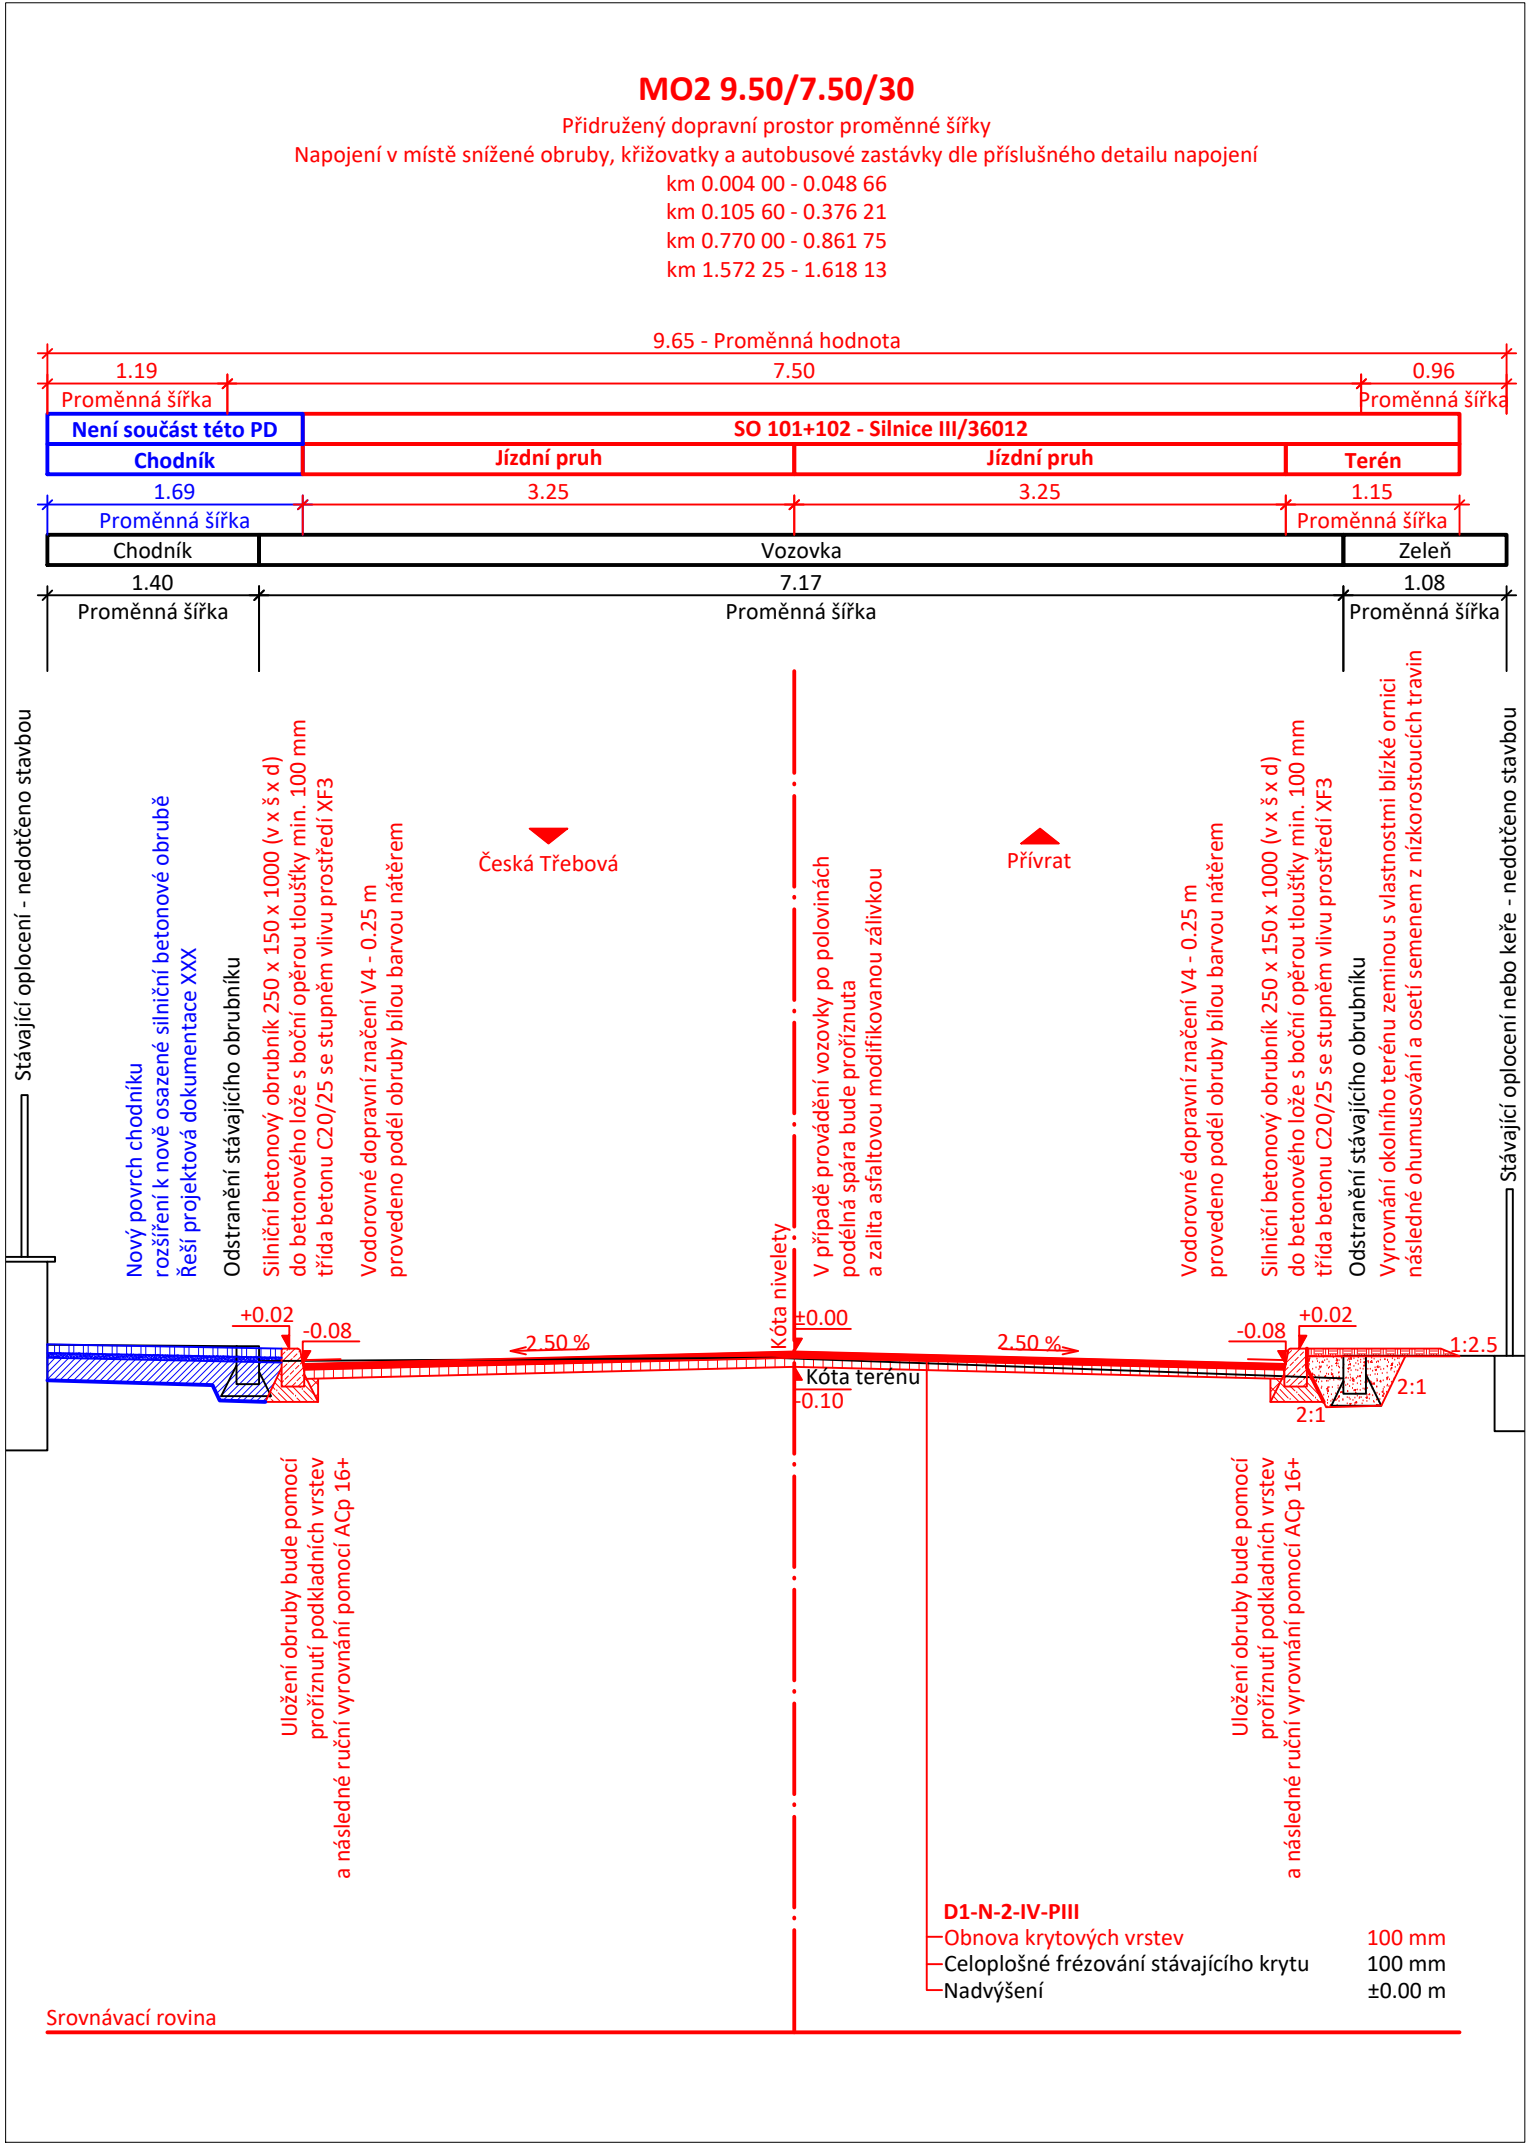 MO2 9.50/7.50/30
Přidružený dopravní prostor proměnné šířky
Napojení v místě snížené obruby, křižovatky a autobusové zastávky dle příslušného detailu napojení
km 0.004 00 - 0.048 66
km 0.105 60 - 0.376 21
km 0.770 00 - 0.861 75
km 1.572 25 - 1.618 13
9.65 - Proměnná hodnota
1.19 7.50 0.96
Proměnná šířka Proměnná šířka
Není součást této PD SO 101+102 - Silnice III/36012
Chodník Jízdní pruh Jízdní pruh Terén
1.69 3.25 3.25 1.15
Proměnná šířka Proměnná šířka
Chodník Vozovka Zeleň
1.40 7.17 1.08
Proměnná šířka Proměnná šířka Proměnná šířka
Stávající oplocení - nedotčeno stavbou
Nový povrch chodníku
rozšíření k nově osazené silniční betonové obrubě
Řeší projektová dokumentace XXX
Odstranění stávajícího obrubníku
Silniční betonový obrubník 250 x 150 x 1000 (v x š x d)
do betonového lože s boční opěrou tloušťky min. 100 mm
třída betonu C20/25 se stupněm vlivu prostředí XF3
Vodorovné dopravní značení V4 - 0.25 m
provedeno podél obruby bílou barvou nátěrem
Česká Třebová
Kóta nivelety
V případě provádění vozovky po polovinách
podélná spára bude proříznuta
a zalita asfaltovou modifikovanou zálivkou
Přívrat
Vodorovné dopravní značení V4 - 0.25 m
provedeno podél obruby bílou barvou nátěrem
Silniční betonový obrubník 250 x 150 x 1000 (v x š x d)
do betonového lože s boční opěrou tloušťky min. 100 mm
třída betonu C20/25 se stupněm vlivu prostředí XF3
Odstranění stávajícího obrubníku
Vyrovnání okolního terénu zeminou s vlastnostmi blízké ornici
následné ohumusování a osetí semenem z nízkorostoucích travin
Stávající oplocení nebo keře - nedotčeno stavbou
+0.02 ±0.00 +0.02
-0.08 2.50 % 2.50 % -0.08 1:2.5
Kóta terénu
-0.10 2:1 2:1
Uložení obruby bude pomocí
proříznutí podkladních vrstev
a následné ruční vyrovnání pomocí ACp 16+
Uložení obruby bude pomocí
proříznutí podkladních vrstev
a následné ruční vyrovnání pomocí ACp 16+
D1-N-2-IV-PIII
Obnova krytových vrstev 100 mm
Celoplošné frézování stávajícího krytu 100 mm
Nadvýšení ±0.00 m
Srovnávací rovina